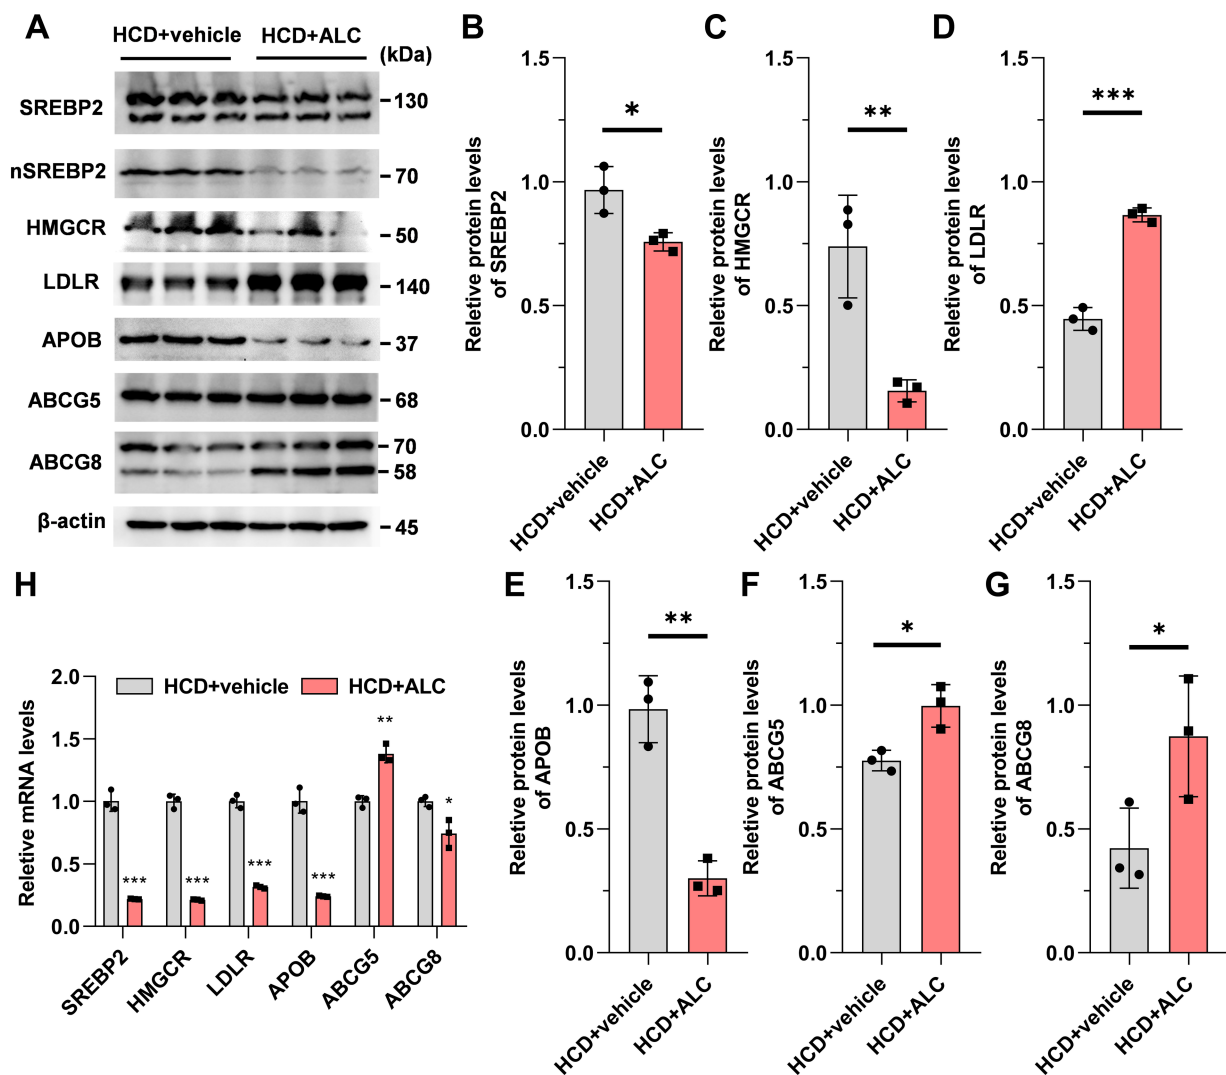 A
HCD+vehicle HCD+ALC
(kDa)
SREBP2
130
nSREBP2
70
HMGCR
50
LDLR
140
APOB
37
ABCG5
68
ABCG8
70
58
β-actin
45
B
Reletive protein levels
of SREBP2
1.5
1.0
0.5
0.0
*
HCD+vehicle
HCD+ALC
C
Reletive protein levels
of HMGCR
1.5
1.0
0.5
0.0
**
HCD+vehicle
HCD+ALC
D
Reletive protein levels
of LDLR
1.5
1.0
0.5
0.0
***
HCD+vehicle
HCD+ALC
H
Reletive mRNA levels
2.0
1.5
1.0
0.5
0.0
HCD+vehicle HCD+ALC
***
***
***
***
**
*
SREBP2
HMGCR
LDLR
APOB
ABCG5
ABCG8
E
Reletive protein levels
of APOB
1.5
1.0
0.5
0.0
**
HCD+vehicle
HCD+ALC
F
Reletive protein levels
of ABCG5
1.5
1.0
0.5
0.0
*
HCD+vehicle
HCD+ALC
G
Reletive protein levels
of ABCG8
1.5
1.0
0.5
0.0
*
HCD+vehicle
HCD+ALC